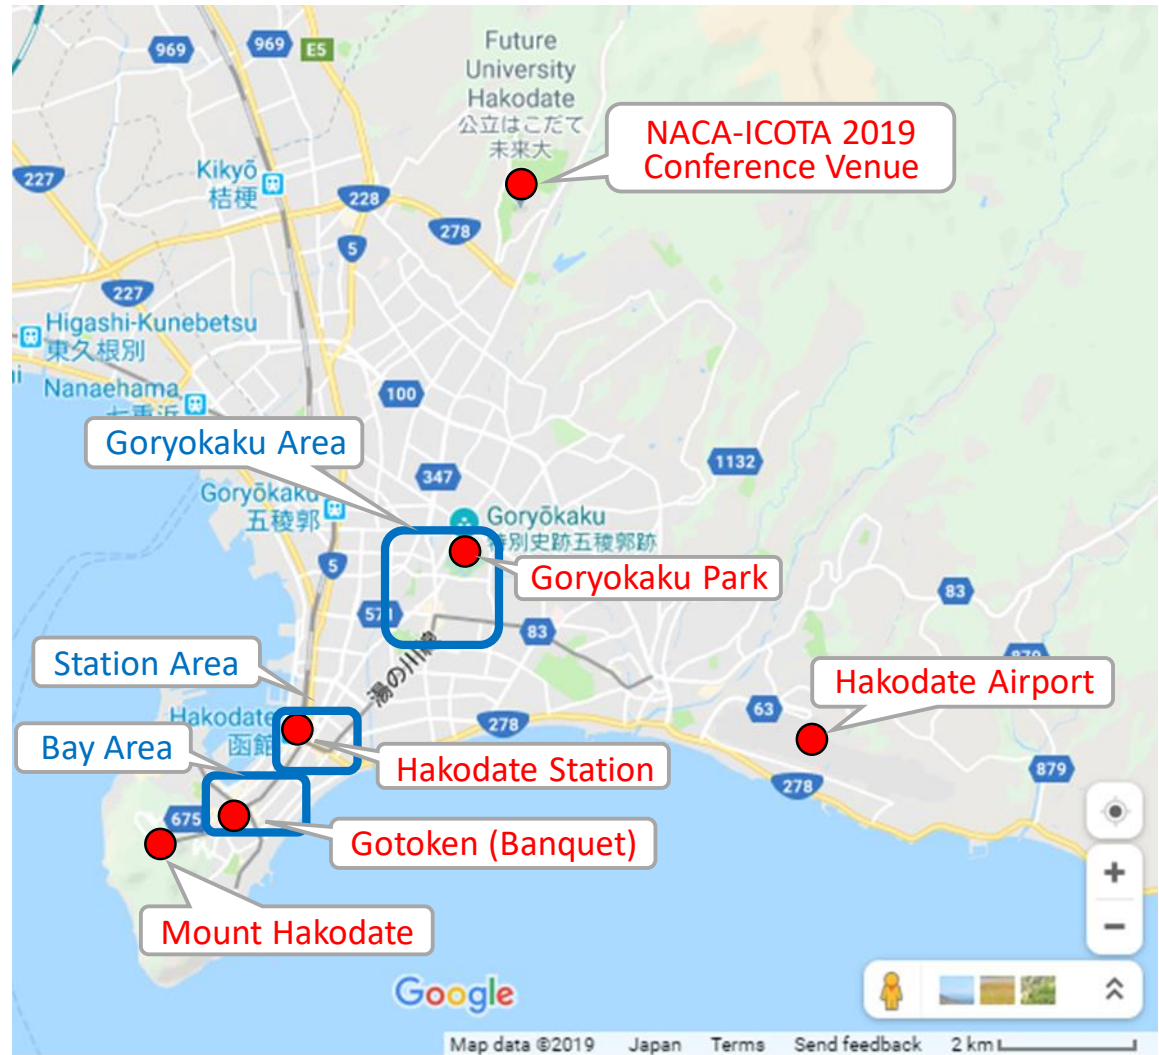 969
969
E5
Future
University
Hakodate
公立はこだて
未来大
NACA-ICOTA 2019
Conference Venue
Kikyō
桔梗
227
228
278
5
227
Higashi-Kunebetsu
東久根別
Nanaehama
100
Goryokaku Area
1132
347
Goryōkaku
五稜郭
Goryōkaku
特別史跡五稜郭跡
Goryokaku Park
5
83
571
83
879
湯の川線
Station Area
Hakodate Airport
63
Hakodate
函館
278
Bay Area
Hakodate Station
879
278
675
Gotoken (Banquet)
Mount Hakodate
Google
Map data ©2019 Japan Terms Send feedback 2 km